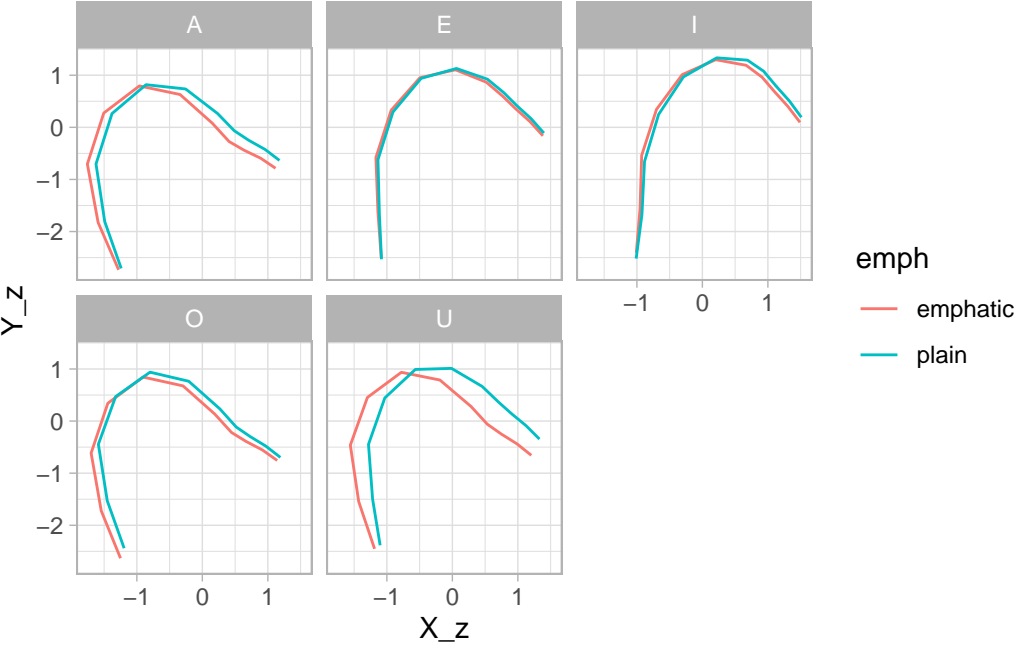 A E I
1
0
−1
−2
−1 0 1
O U
1
0
−1
−2
−1 0 1 −1 0 1
X_z
Y_z
emph
emphatic
plain